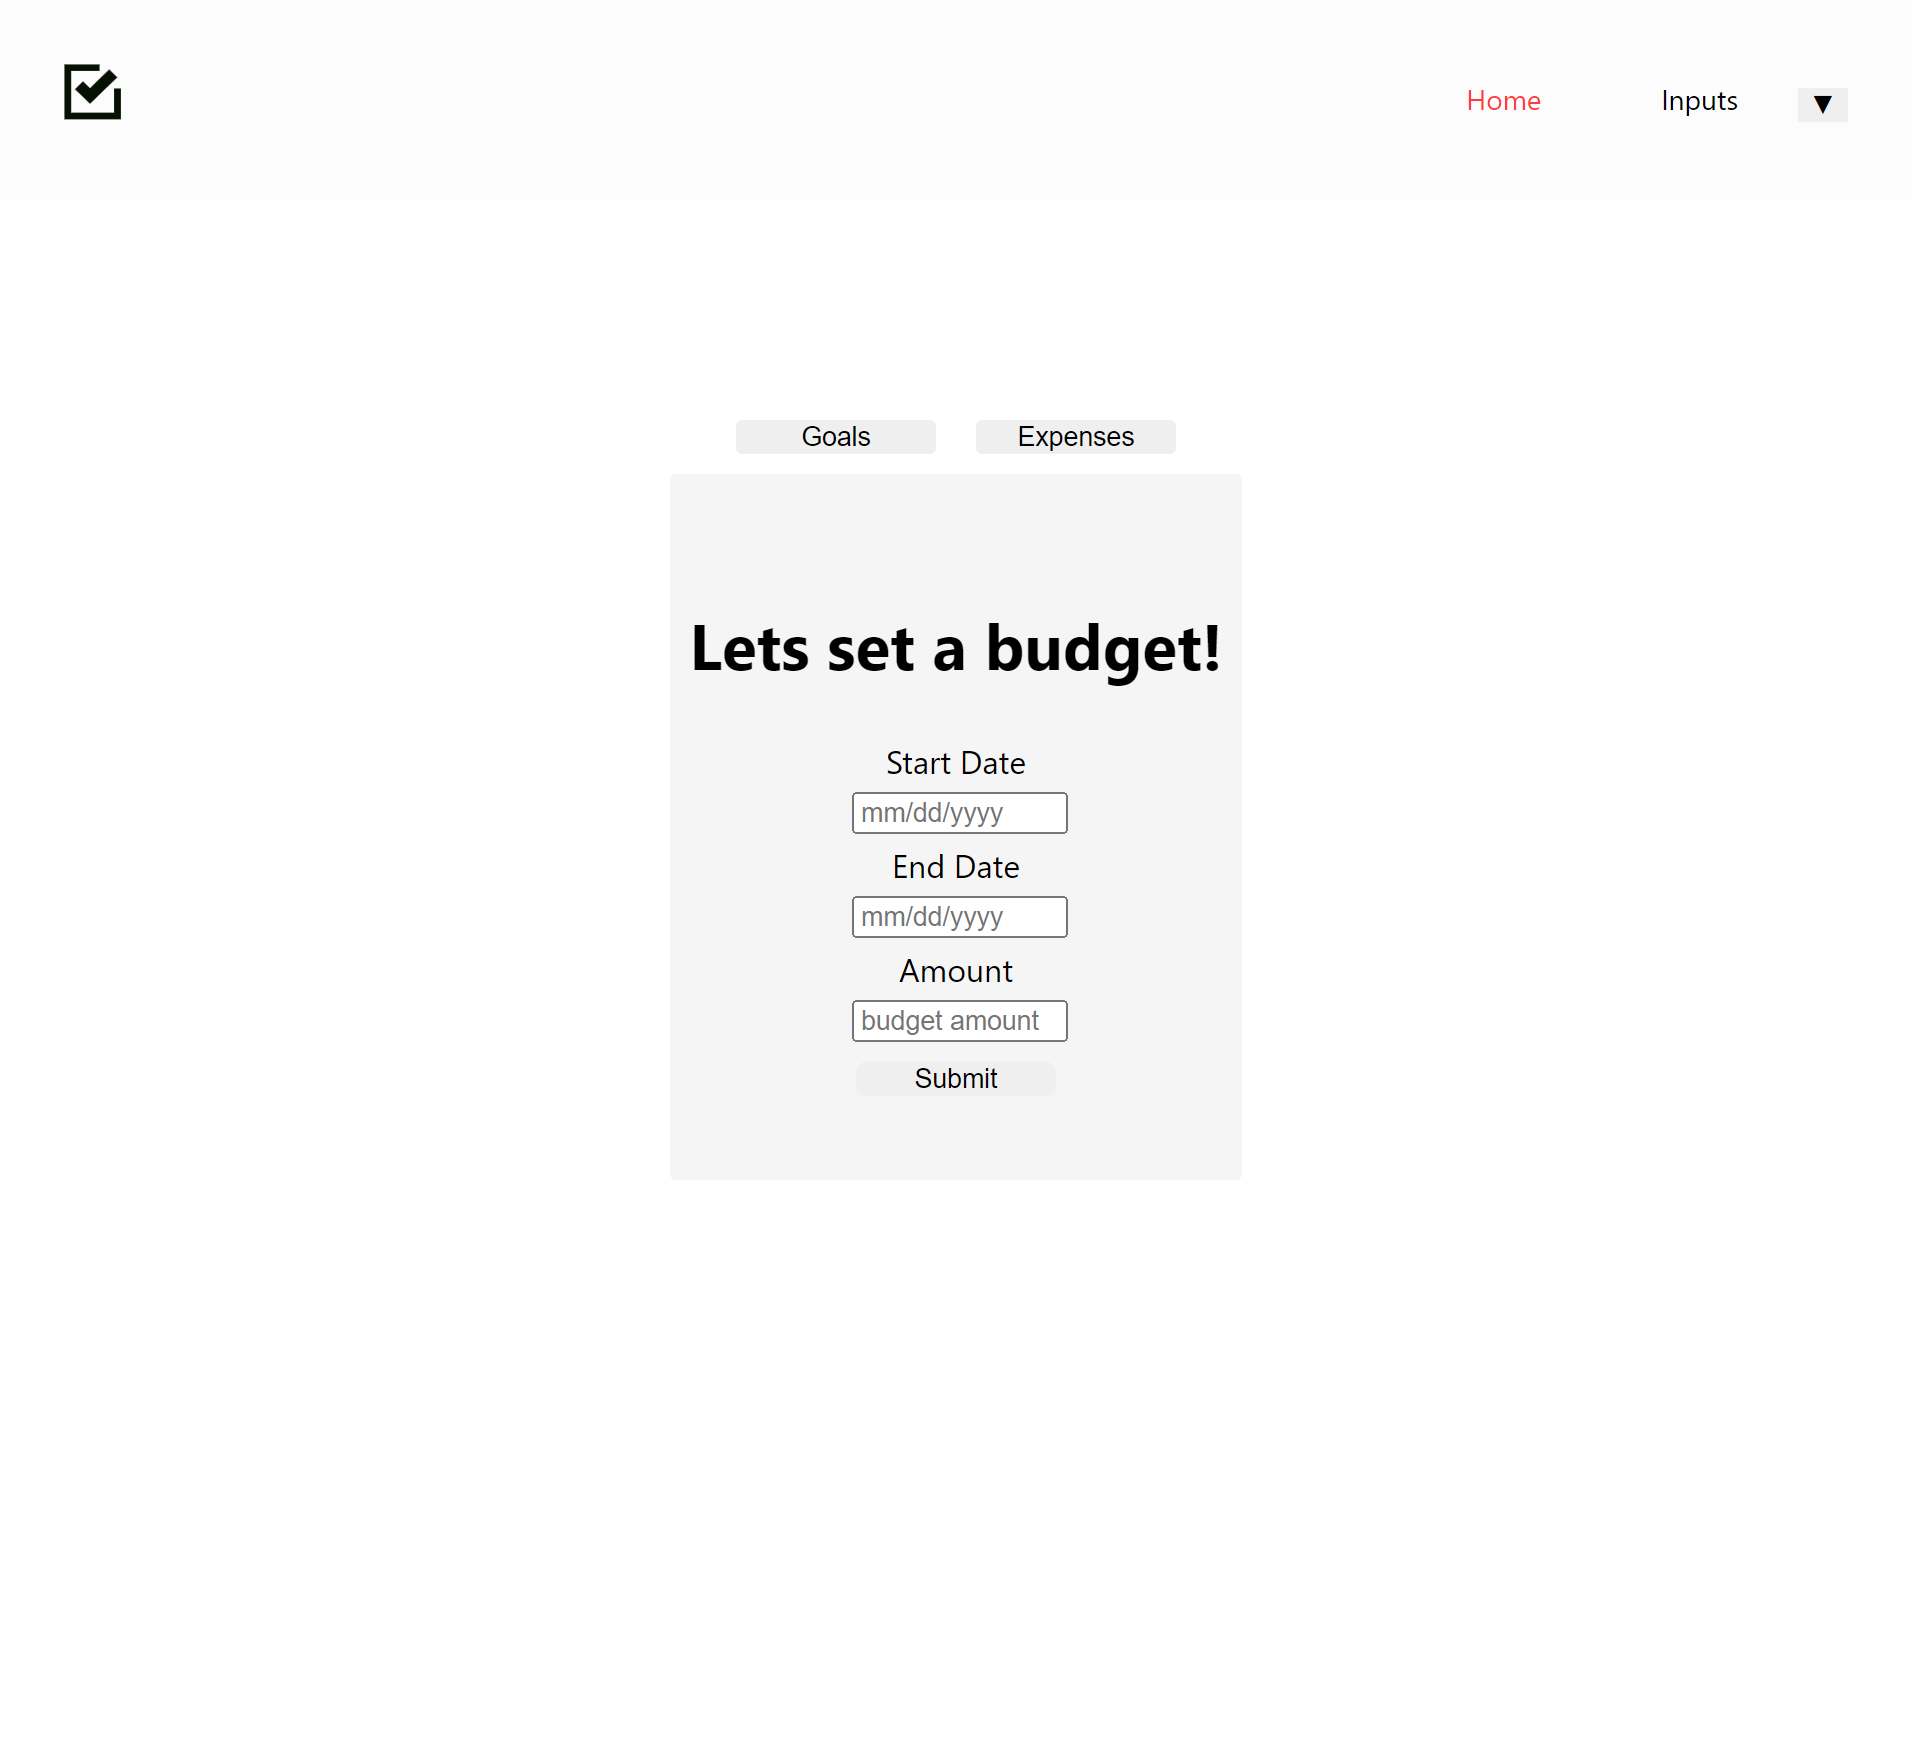 Home Inputs ▼
Goals Expenses
Lets set a budget!
Start Date
mm/dd/yyyy
End Date
mm/dd/yyyy
Amount
budget amount
Submit